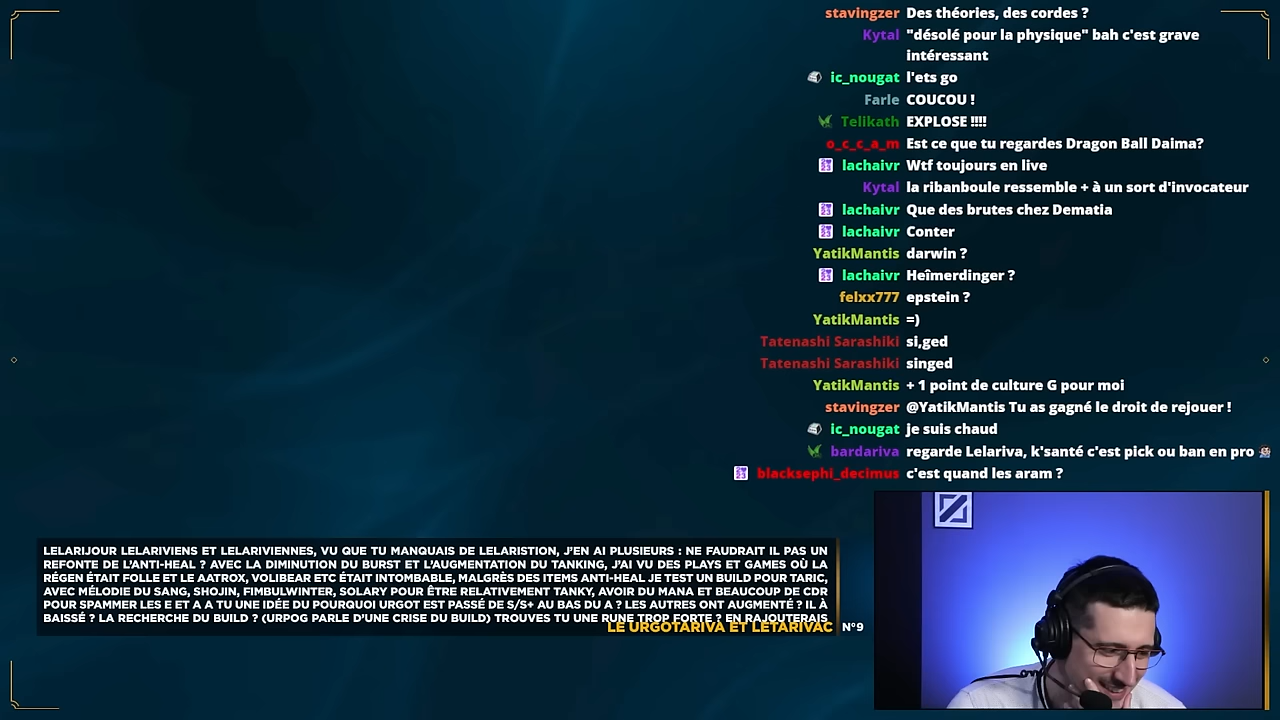 stavingzer Des théories, des cordes ?
Kytal "désolé pour la physique" bah c'est grave
intéressant
ic_nougat l'ets go
Farle COUCOU !
Telikath EXPLOSE !!!!
o_c_c_a_m Est ce que tu regardes Dragon Ball Daima?
lachaivr Wtf toujours en live
Kytal la ribanboule ressemble + à un sort d'invocateur
lachaivr Que des brutes chez Dematia
lachaivr Conter
YatikMantis darwin ?
lachaivr Heîmerdinger ?
felxx777 epstein ?
YatikMantis =)
Tatenashi Sarashiki si,ged
Tatenashi Sarashiki singed
YatikMantis + 1 point de culture G pour moi
stavingzer @YatikMantis Tu as gagné le droit de rejouer !
ic_nougat je suis chaud
bardariva regarde Lelariva, k'santé c'est pick ou ban en pro
blacksephi_decimus c'est quand les aram ?
LELARIJOUR LELARIVIENS ET LELARIVIENNES, VU QUE TU MANQUAIS DE LELARISTION, J'EN AI PLUSIEURS : NE FAUDRAIT IL PAS UN
REFONTE DE L'ANTI-HEAL ? AVEC LA DIMINUTION DU BURST ET L'AUGMENTATION DU TANKING, J'AI VU DES PLAYS ET GAMES OÙ LA
RÉGEN ÉTAIT FOLLE ET LE AATROX, VOLIBEAR ETC ÉTAIT INTOMBABLE, MALGRÈS DES ITEMS ANTI-HEAL JE TEST UN BUILD POUR TARIC,
AVEC MÉLODIE DU SANG, SHOJIN, FIMBULWINTER, SOLARY POUR ÊTRE RELATIVEMENT TANKY, AVOIR DU MANA ET BEAUCOUP DE CDR
POUR SPAMMER LES E ET A A TU UNE IDÉE DU POURQUOI URGOT EST PASSÉ DE S/S+ AU BAS DU A ? LES AUTRES ONT AUGMENTÉ ? IL À
BAISSÉ ? LA RECHERCHE DU BUILD ? (URPOG PARLE D'UNE CRISE DU BUILD) TROUVES TU UNE RUNE TROP FORTE ? EN RAJOUTERAIS
LE URGOTARIVA ET LETARIVAC N°9